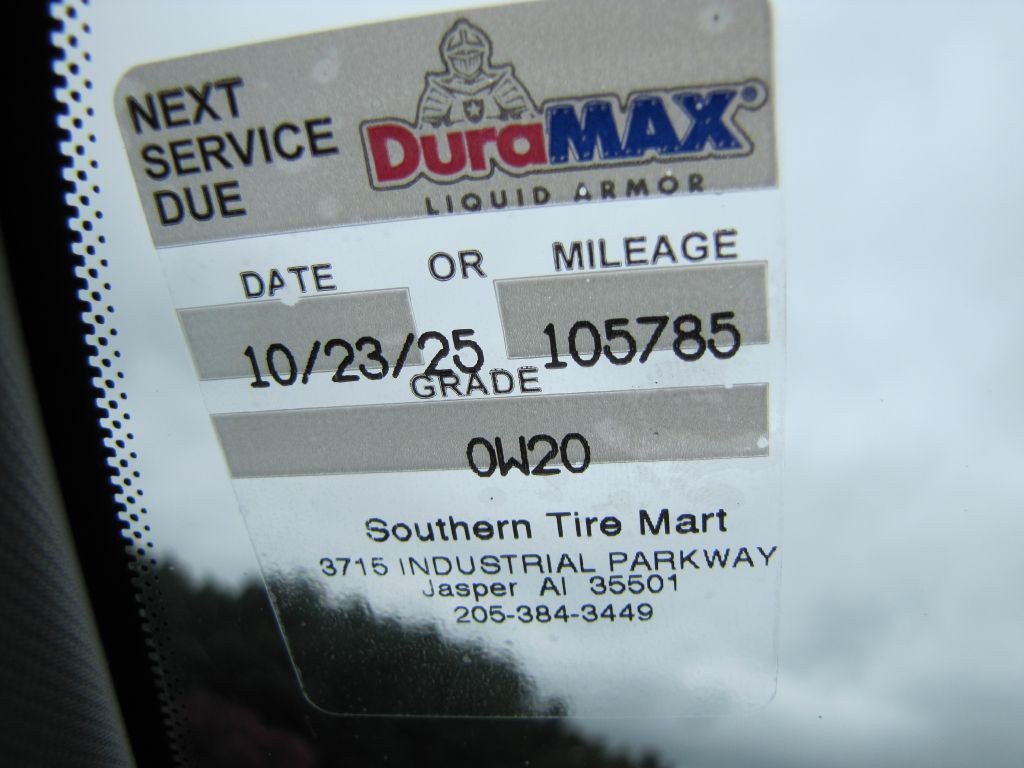 NEXT
SERVICE
DUE
DuraMAX®
LIQUID ARMOR
DATE OR MILEAGE
10/23/25 105785
GRADE
0W20
Southern Tire Mart
3715 INDUSTRIAL PARKWAY
Jasper Al 35501
205-384-3449